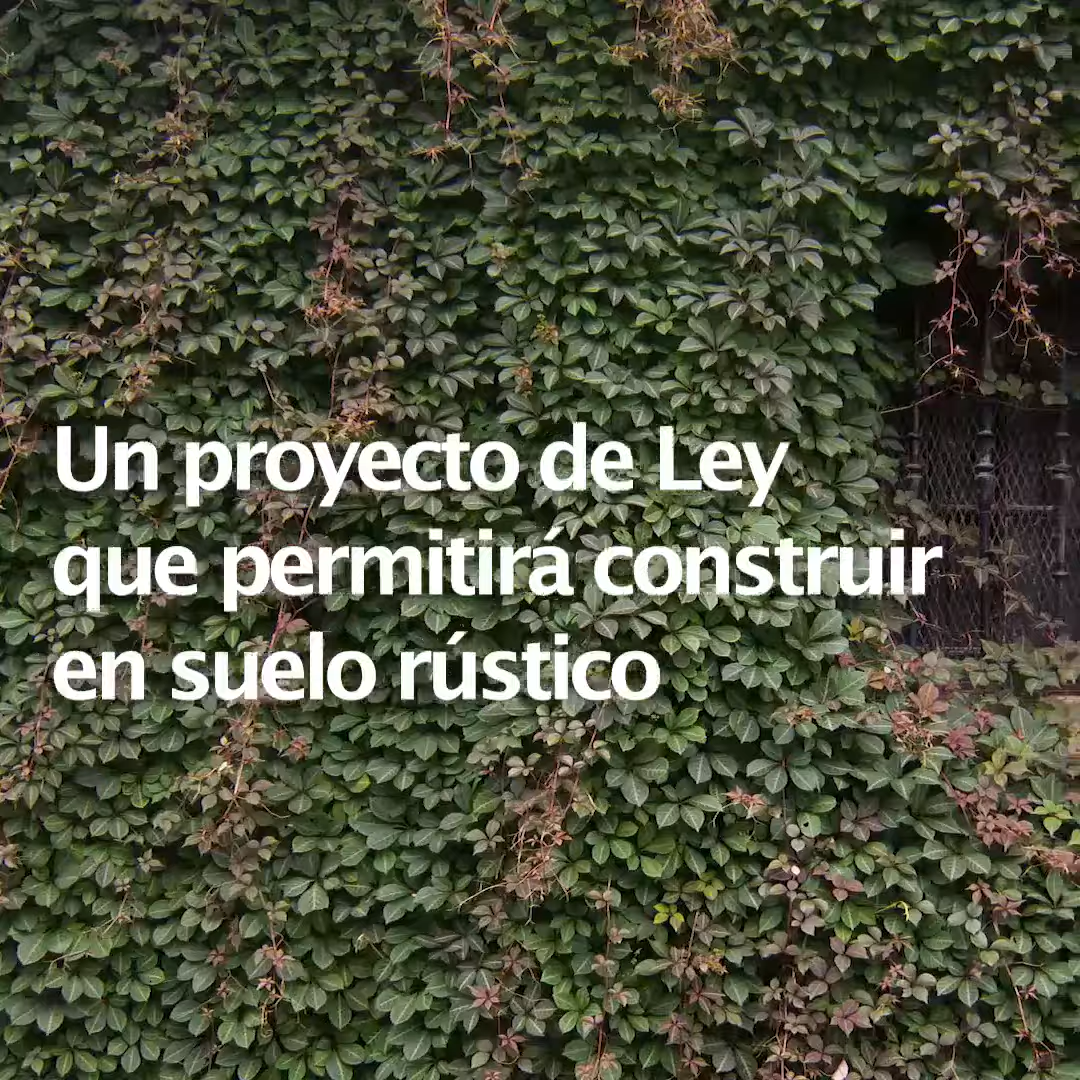 Un proyecto de Ley
que permitirá construir
en suelo rústico